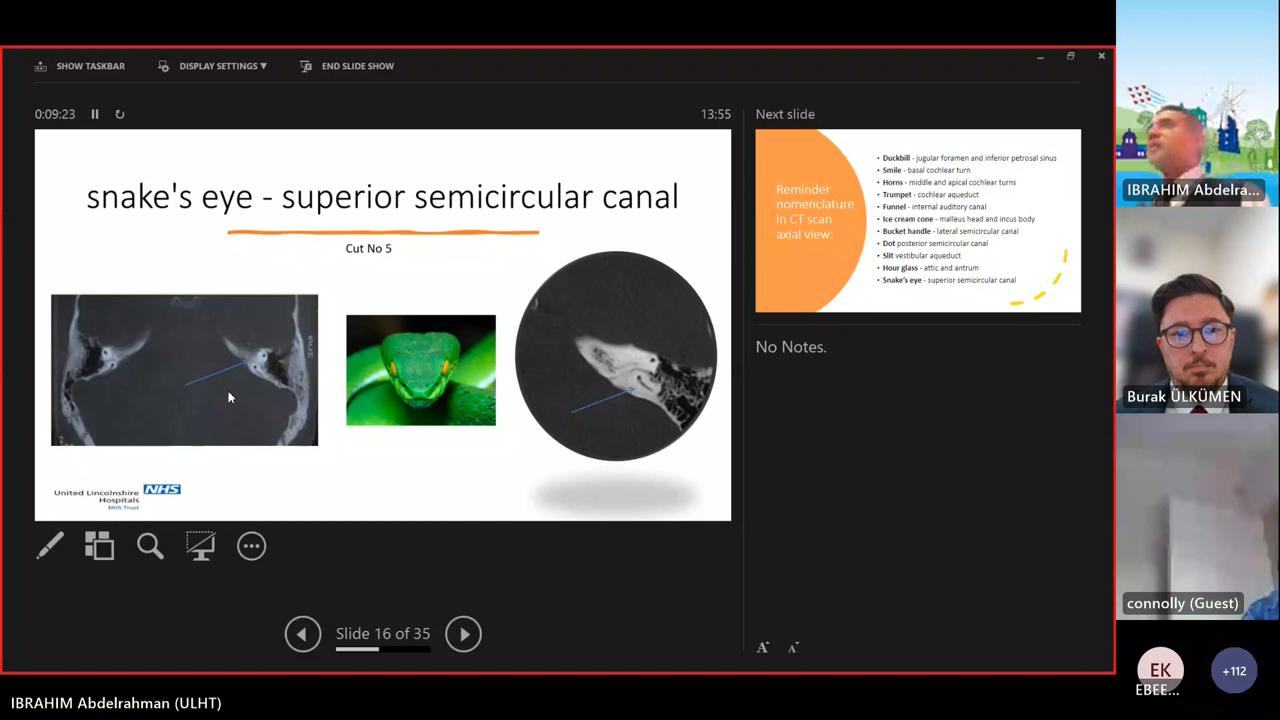 SHOW TASKBAR
DISPLAY SETTINGS ▼
END SLIDE SHOW
0:09:23
13:55
snake's eye - superior semicircular canal
Cut No 5
United Lincolnshire
Hospitals
NHS
NHS Trust
Slide 16 of 35
Next slide
Reminder
nomenclature
in CT scan
axial view:
• Duckbill - jugular foramen and inferior petrosal sinus
• Smile - basal cochlear turn
• Horns - middle and apical cochlear turns
• Trumpet - cochlear aqueduct
• Funnel - internal auditory canal
• Ice cream cone - malleus head and incus body
• Bucket handle - lateral semicircular canal
• Dot posterior semicircular canal
• Slit vestibular aqueduct
• Hour glass - attic and antrum
• Snake's eye - superior semicircular canal
No Notes.
A A
IBRAHIM Abdelra...
Burak ÜLKÜMEN
connolly (Guest)
EK
EBEE...
+112
IBRAHIM Abdelrahman (ULHT)